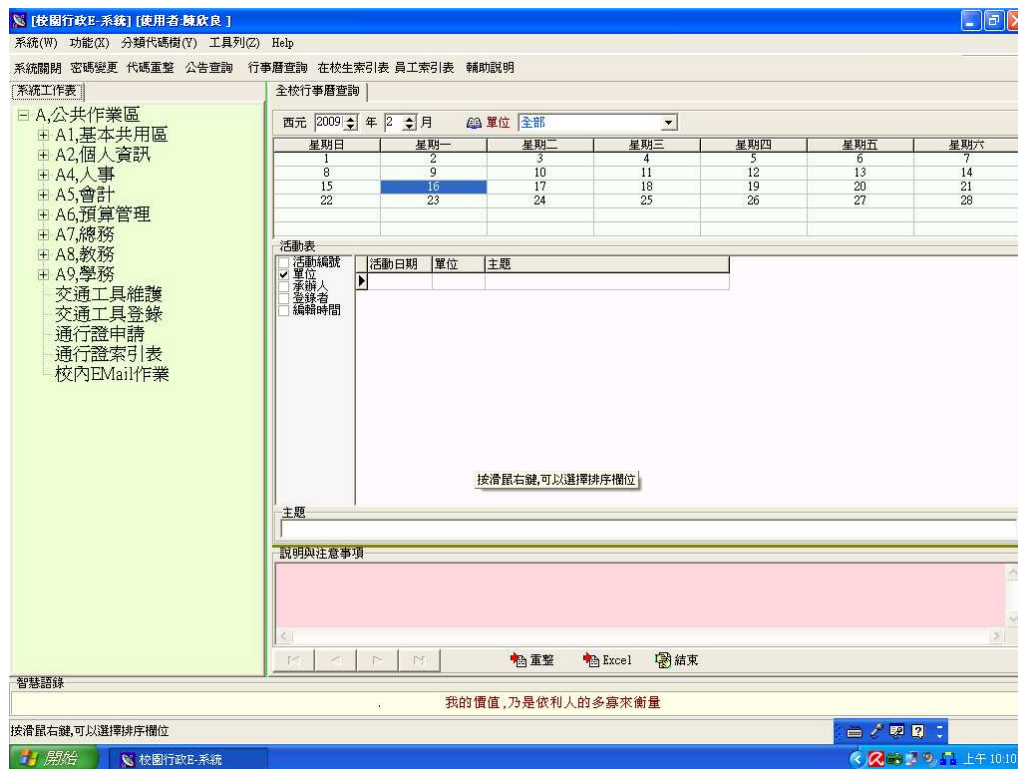 [校園行政E-系統] [使用者:陳欣良 ]
系統(W) 功能(X) 分類代碼樹(Y) 工具列(Z) Help
系統關閉 密碼變更 代碼重整 公告查詢 行事曆查詢 在校生索引表 員工索引表 輔助說明
系統工作表
A,公共作業區
A1,基本共用區
A2,個人資訊
A4,人事
A5,會計
A6,預算管理
A7,總務
A8,教務
A9,學務
交通工具維護
交通工具登錄
通行證申請
通行證索引表
校內EMail作業
全校行事曆查詢
西元 2009 年 2 月 單位 全部
星期日 星期一 星期二 星期三 星期四 星期五 星期六
1 2 3 4 5 6 7
8 9 10 11 12 13 14
15 16 17 18 19 20 21
22 23 24 25 26 27 28
活動表
活動編號
單位
承辦人
登錄者
編輯時間
活動日期 單位 主題
按滑鼠右鍵,可以選擇排序欄位
主題
說明與注意事項
重整 Excel 結束
智慧語錄
我的價值,乃是依利人的多寡來衡量
按滑鼠右鍵,可以選擇排序欄位
開始 校園行政E-系統 上午 10:10